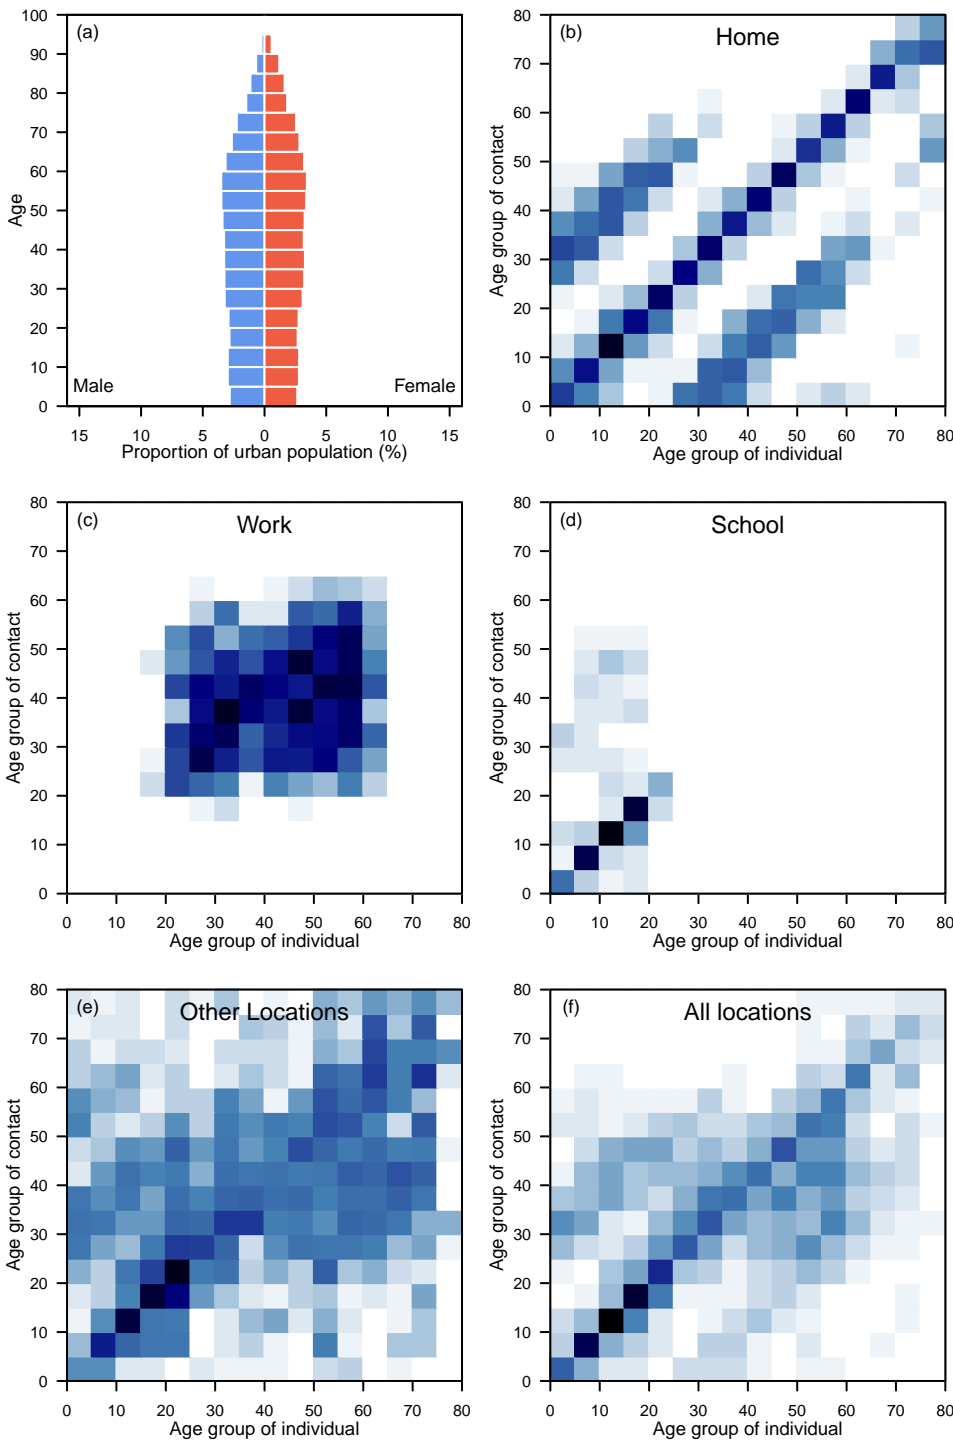 (a)
Age
90
80
70
60
50
40
30
20
10
0
Age
Male
Female
15 10 5 0 5 10 15
Proportion of urban population (%)
(b)
Home
80
70
60
50
40
30
20
10
0
Age group of contact
0 10 20 30 40 50 60 70 80
Age group of individual
(c)
Work
80
70
60
50
40
30
20
10
0
Age group of contact
0 10 20 30 40 50 60 70 80
Age group of individual
(d)
School
80
70
60
50
40
30
20
10
0
Age group of contact
0 10 20 30 40 50 60 70 80
Age group of individual
(e)
Other Locations
80
70
60
50
40
30
20
10
0
Age group of contact
0 10 20 30 40 50 60 70 80
Age group of individual
(f)
All locations
80
70
60
50
40
30
20
10
0
Age group of contact
0 10 20 30 40 50 60 70 80
Age group of individual